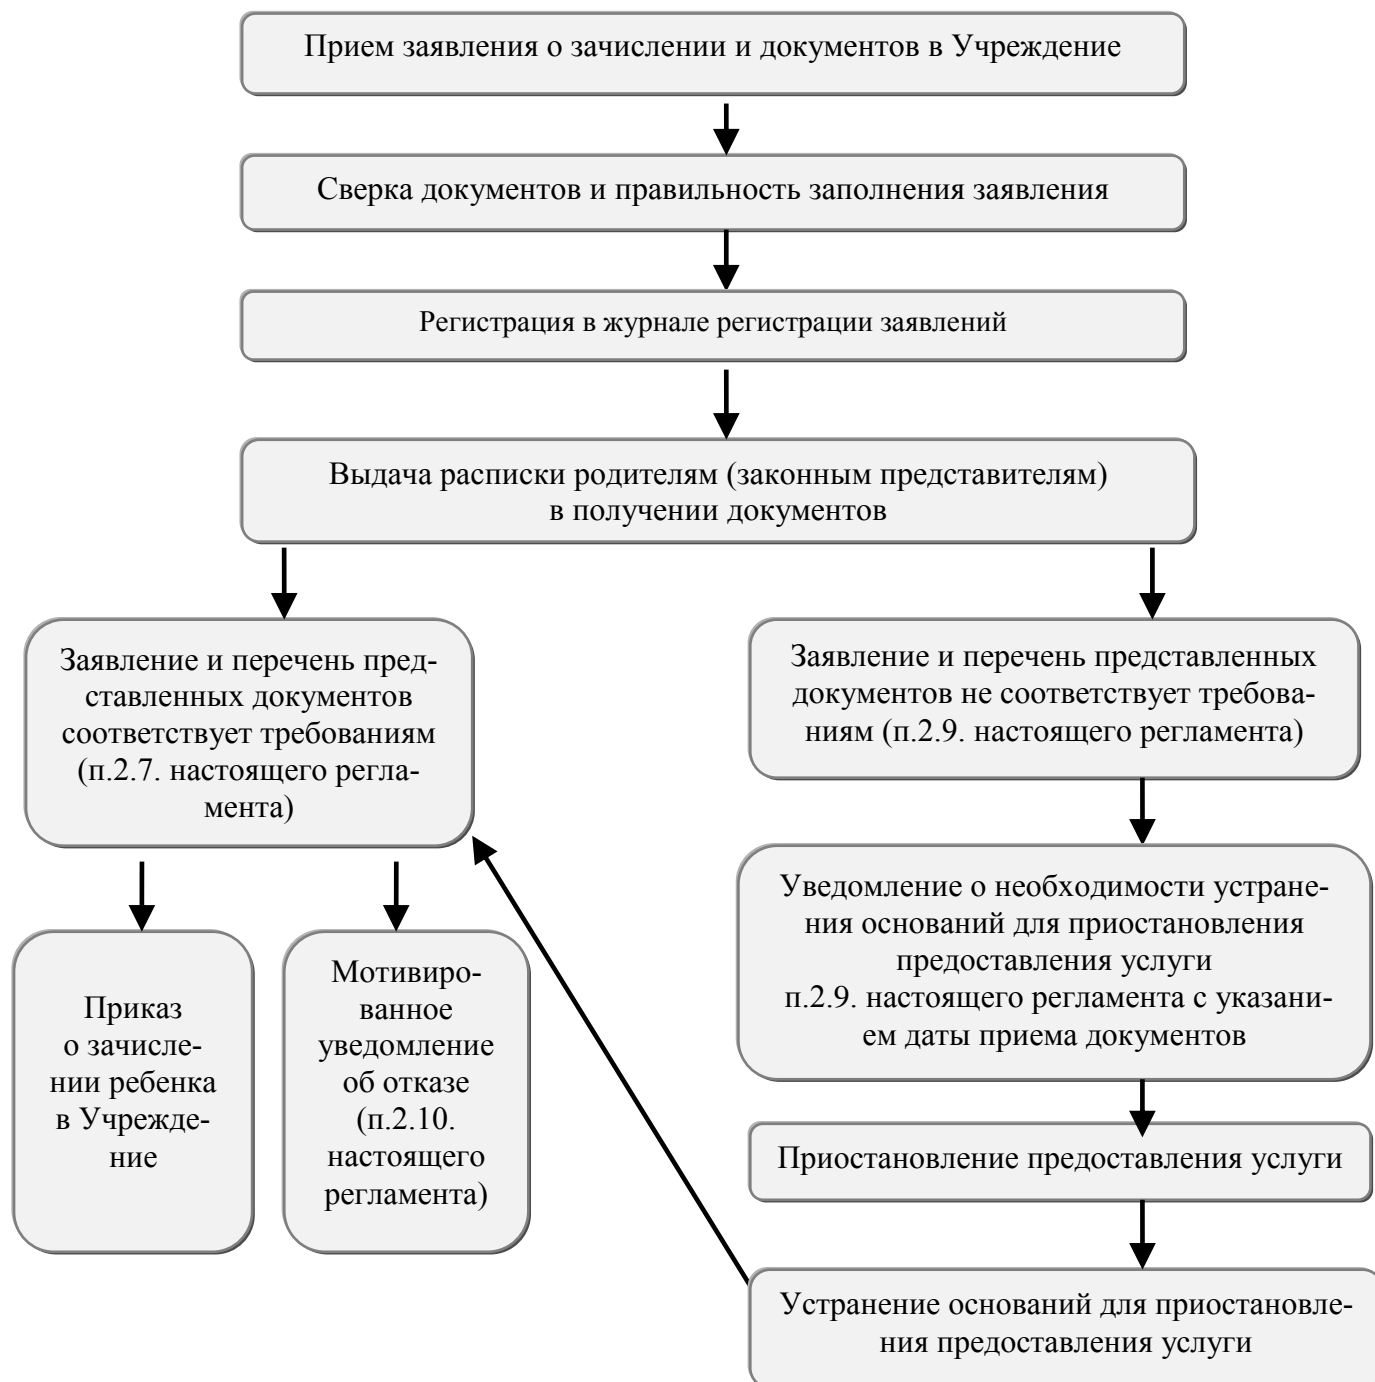 Прием заявления о зачислении и документов в Учреждение
Сверка документов и правильность заполнения заявления
Регистрация в журнале регистрации заявлений
Выдача расписки родителям (законным представителям)
в получении документов
Заявление и перечень пред-
ставленных документов
соответствует требованиям
(п.2.7. настоящего регла-
мента)
Заявление и перечень представленных
документов не соответствует требова-
ниям (п.2.9. настоящего регламента)
Уведомление о необходимости устране-
ния оснований для приостановления
предоставления услуги
п.2.9. настоящего регламента с указани-
ем даты приема документов
Приказ
о зачисле-
нии ребенка
в Учрежде-
ние
Мотивиро-
ванное
уведомление
об отказе
(п.2.10.
настоящего
регламента)
Приостановление предоставления услуги
Устранение оснований для приостановле-
ния предоставления услуги